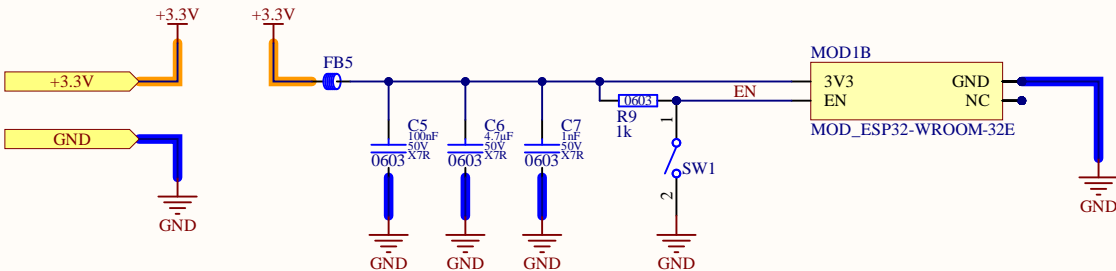 +3.3V
+3.3V
+3.3V
GND
GND
FB5
C5
100nF
50V
X7R
0603
GND
C6
4.7µF
50V
X7R
0603
GND
C7
1nF
50V
X7R
0603
GND
0603
R9
1k
EN
1
SW1
2
GND
MOD1B
3V3
GND
EN
NC
MOD_ESP32-WROOM-32E
GND